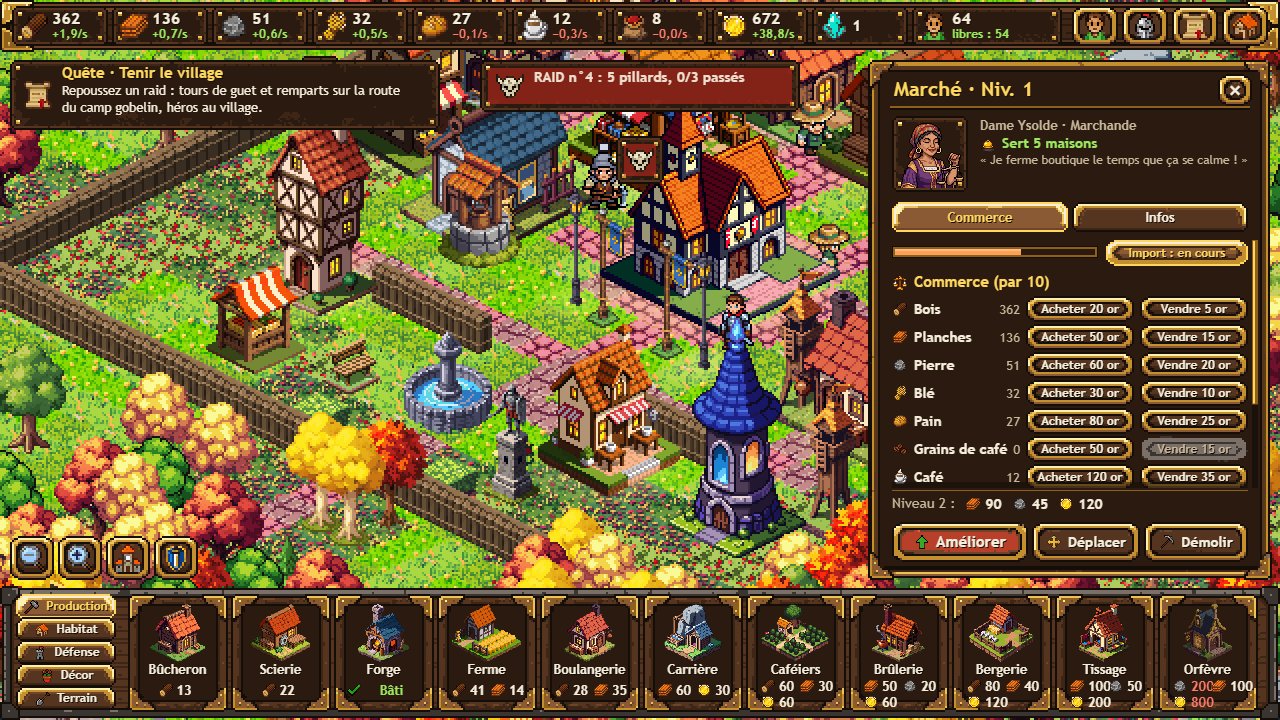 362 136 51 32 27 12 8 672 1 64
+1,9/s +0,7/s +0,6/s +0,5/s −0,1/s −0,3/s −0,0/s +38,8/s libres : 54
Quête · Tenir le village
Repoussez un raid : tours de guet et remparts sur la route
du camp gobelin, héros au village.
RAID n°4 : 5 pillards, 0/3 passés
Marché · Niv. 1
Dame Ysolde · Marchande
Sert 5 maisons
« Je ferme boutique le temps que ça se calme ! »
Commerce Infos
Import : en cours
Commerce (par 10)
Bois 362 Acheter 20 or Vendre 5 or
Planches 136 Acheter 50 or Vendre 15 or
Pierre 51 Acheter 60 or Vendre 20 or
Blé 32 Acheter 30 or Vendre 10 or
Pain 27 Acheter 80 or Vendre 25 or
Grains de café 0 Acheter 50 or Vendre 15 or
Café 12 Acheter 120 or Vendre 35 or
Niveau 2 : 90 45 120
Améliorer Déplacer Démolir
Production
Habitat
Défense
Décor
Terrain
Bûcheron Scierie Forge Ferme Boulangerie Carrière Caféiers Brûlerie Bergerie Tissage Orfèvre
13 22 Bâti 41 14 28 35 60 30 60 30 50 20 80 40 100 50 200 100
60 60 120 200 800